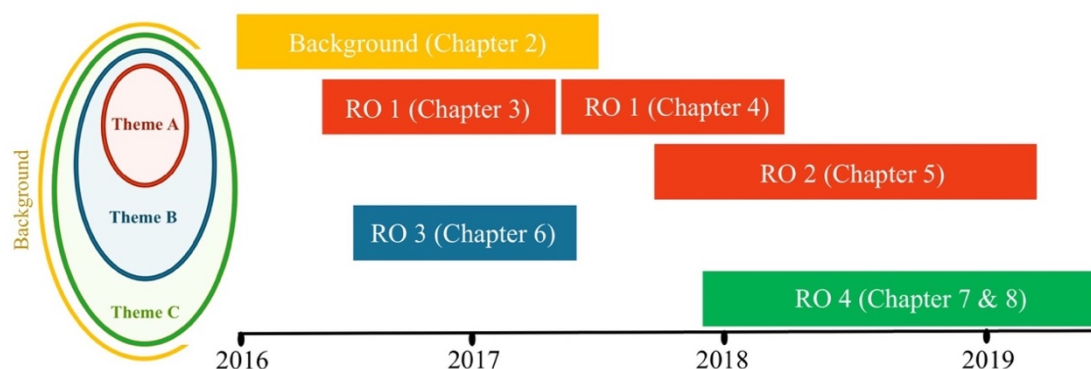 Background
Theme A
Theme B
Theme C
Background (Chapter 2)
RO 1 (Chapter 3)
RO 1 (Chapter 4)
RO 2 (Chapter 5)
RO 3 (Chapter 6)
RO 4 (Chapter 7 & 8)
2016
2017
2018
2019